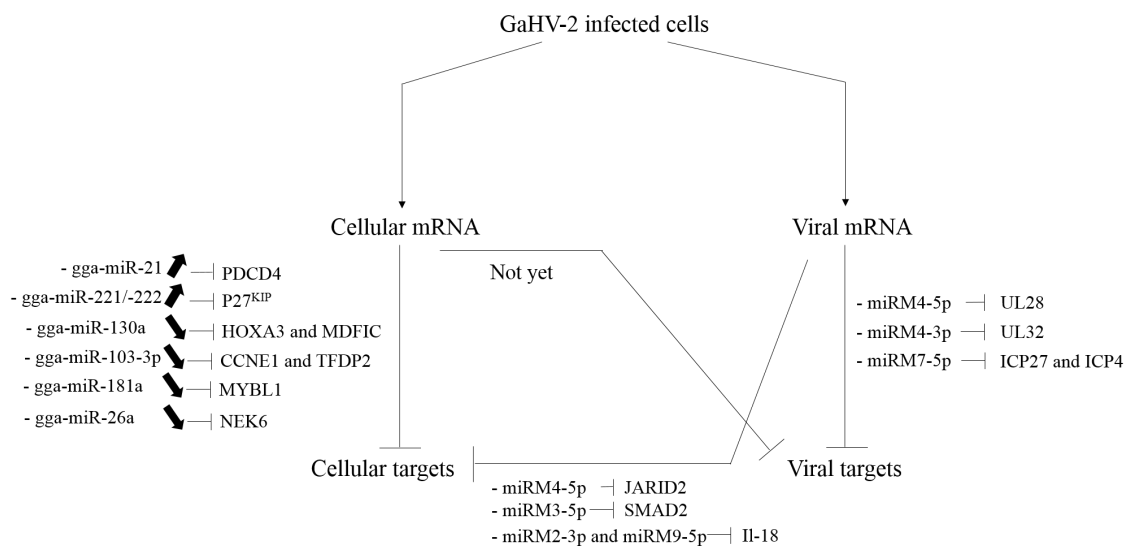 GaHV-2 infected cells
Cellular mRNA
Viral mRNA
Not yet
- gga-miR-21 PDCD4
- gga-miR-221/-222 P27KIP
- gga-miR-130a HOXA3 and MDFIC
- gga-miR-103-3p CCNE1 and TFDP2
- gga-miR-181a MYBL1
- gga-miR-26a NEK6
- miRM4-5p UL28
- miRM4-3p UL32
- miRM7-5p ICP27 and ICP4
Cellular targets
Viral targets
- miRM4-5p JARID2
- miRM3-5p SMAD2
- miRM2-3p and miRM9-5p Il-18